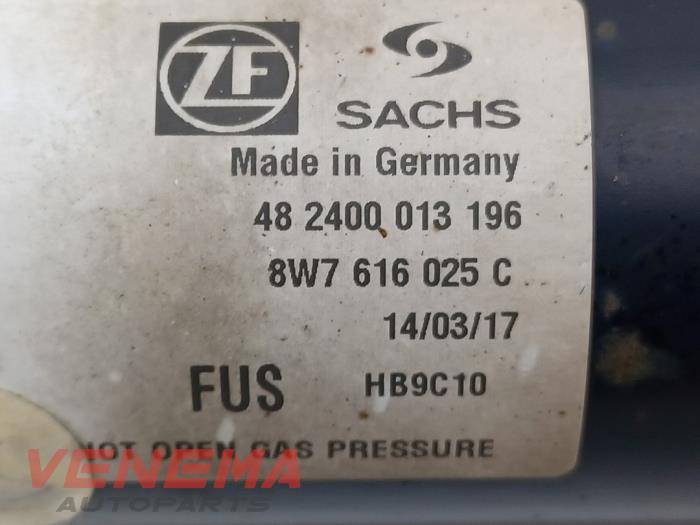 ZF
SACHS
Made in Germany
48 2400 013 196
8W7 616 025 C
14/03/17
FUS HB9C10
NOT OPEN GAS PRESSURE
VENEMA
AUTOPARTS